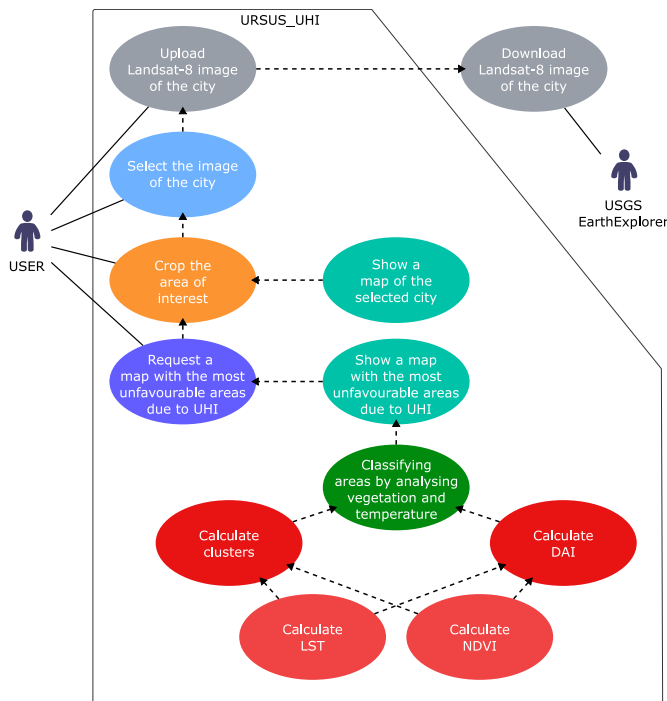 URSUS_UHI
Upload
Landsat-8 image
of the city
Download
Landsat-8 image
of the city
Select the image
of the city
USGS
EarthExplorer
USER
Crop the
area of
interest
Show a
map of the
selected city
Request a
map with the most
unfavourable areas
due to UHI
Show a map
with the most
unfavourable areas
due to UHI
Classifying
areas by analysing
vegetation and
temperature
Calculate
clusters
Calculate
DAI
Calculate
LST
Calculate
NDVI